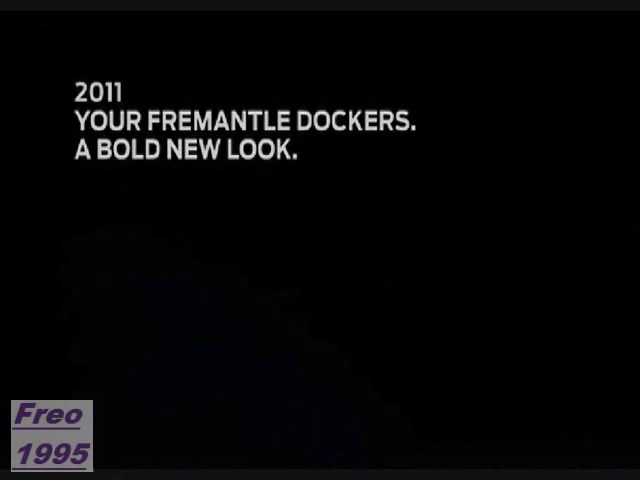 2011
YOUR FREMANTLE DOCKERS.
A BOLD NEW LOOK.
Freo
1995